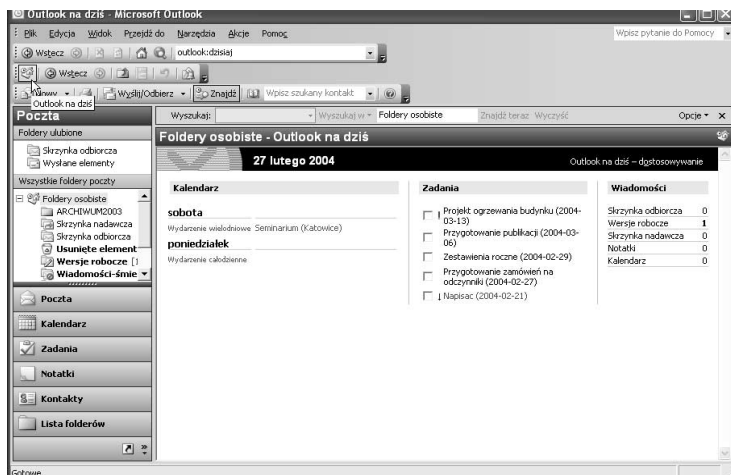 Outlook na dziś - Microsoft Outlook
Plik Edycja Widok Przejdź do Narzędzia Akcje Pomoc Wpisz pytanie do Pomocy
Wstecz outlook:dzisiaj
Wstecz
Nowy Wyślij/Odbierz Znajdź Wpisz szukany kontakt
Outlook na dziś
Poczta
Wyszukaj: Wyszukaj w Foldery osobiste Znajdź teraz Wyczyść Opcje
Foldery ulubione
Skrzynka odbiorcza
Wysłane elementy
Wszystkie foldery poczty
Foldery osobiste
ARCHIWUM2003
Skrzynka nadawcza
Skrzynka odbiorcza
Usunięte element
Wersje robocze [1
Wiadomości-śmie
Poczta
Kalendarz
Zadania
Notatki
Kontakty
Lista folderów
Foldery osobiste - Outlook na dziś
27 lutego 2004 Outlook na dziś – dostosowywanie
Kalendarz
sobota
Wydarzenie wielodniowe Seminarium (Katowice)
poniedziałek
Wydarzenie całodzienne
Zadania
! Projekt ogrzewania budynku (2004-
03-13)
Przygotowanie publikacji (2004-03-
06)
Zestawienia roczne (2004-02-29)
Przygotowanie zamówień na
odczynniki (2004-02-27)
Napisac (2004-02-21)
Wiadomości
Skrzynka odbiorcza 0
Wersje robocze 1
Skrzynka nadawcza 0
Notatki 0
Kalendarz 0
Gotowe